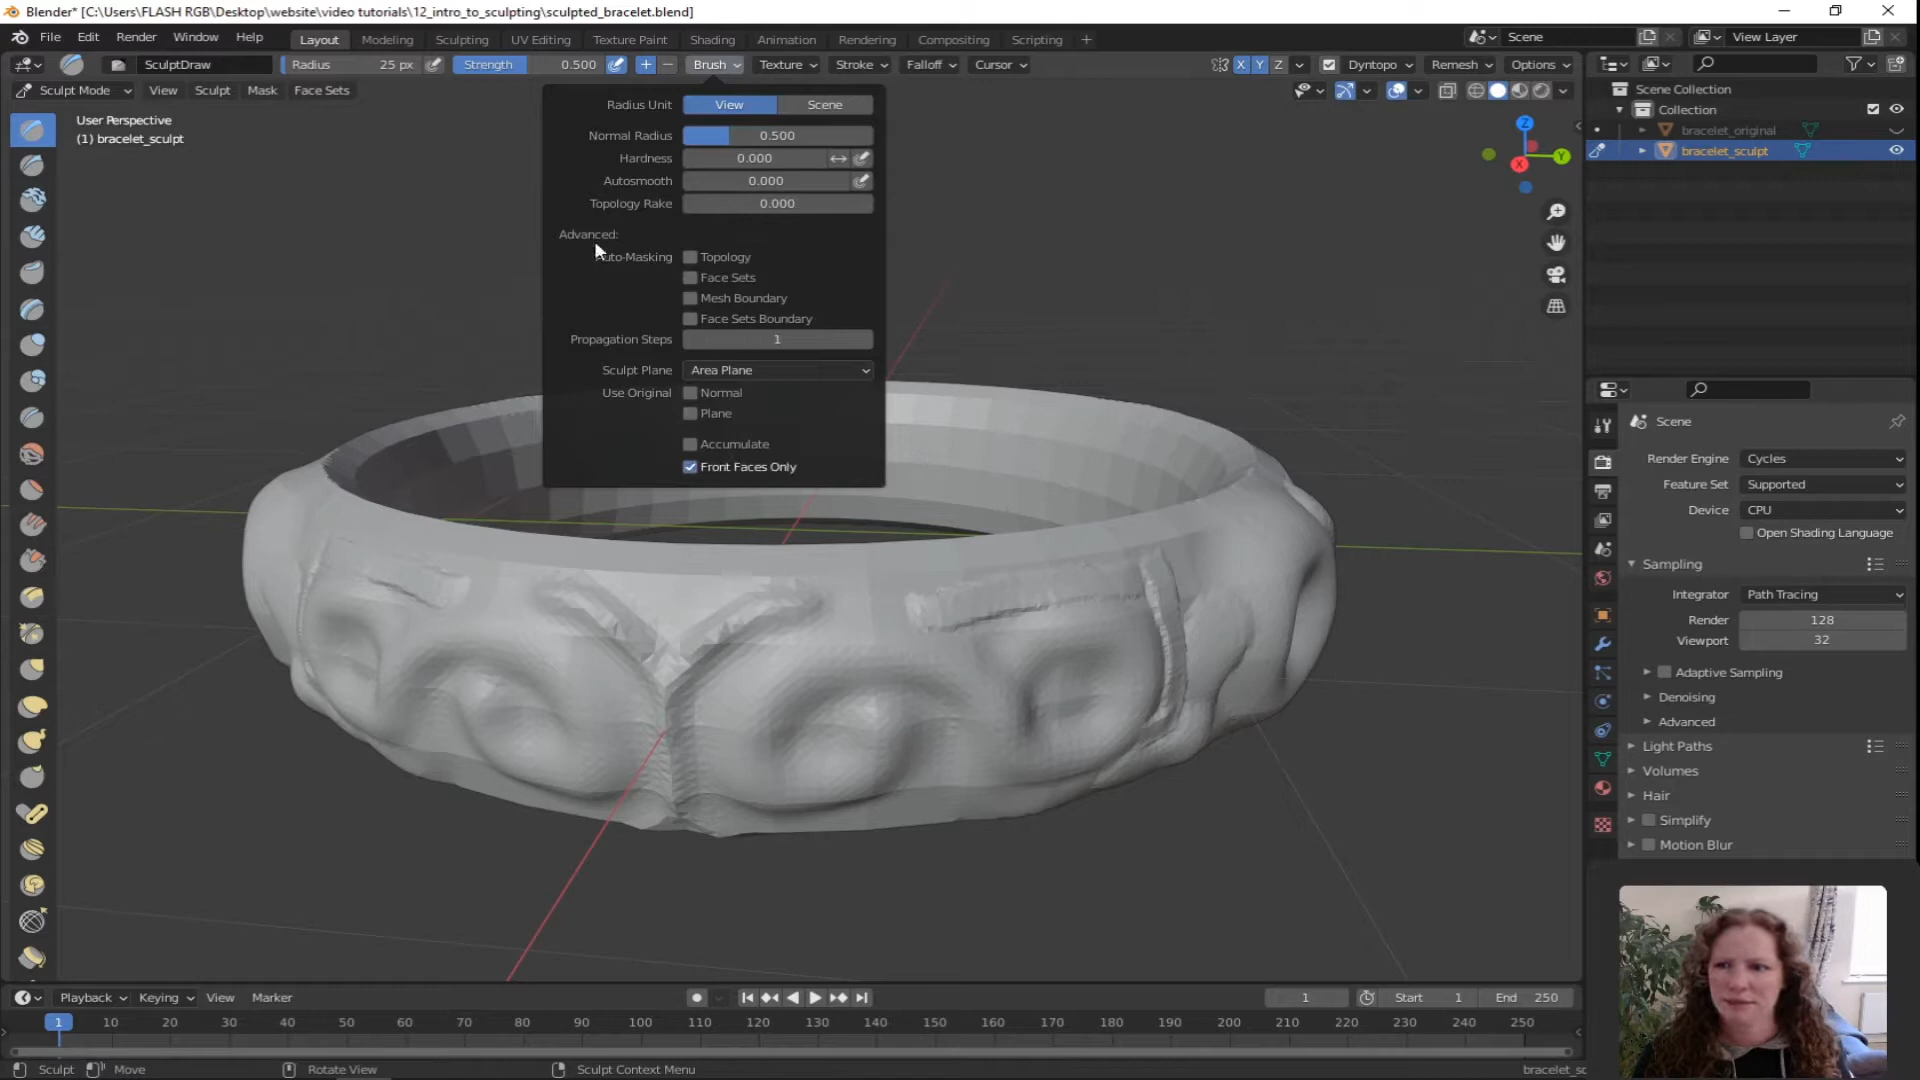 Blender* [C:\Users\FLASH RGB\Desktop\website\video tutorials\12_intro_to_sculpting\sculpted_bracelet.blend]
File Edit Render Window Help Layout Modeling Sculpting UV Editing Texture Paint Shading Animation Rendering Compositing Scripting + Scene View Layer
SculptDraw Radius 25 px Strength 0.500 Brush Texture Stroke Falloff Cursor X Y Z Dyntopo Remesh Options
Sculpt Mode View Sculpt Mask Face Sets
User Perspective
(1) bracelet_sculpt
Radius Unit View Scene
Normal Radius 0.500
Hardness 0.000
Autosmooth 0.000
Topology Rake 0.000
Advanced:
uto-Masking Topology
Face Sets
Mesh Boundary
Face Sets Boundary
Propagation Steps 1
Sculpt Plane Area Plane
Use Original Normal
Plane
Accumulate
Front Faces Only
Z
Y
X
Scene Collection
Collection
bracelet_original
bracelet_sculpt
Scene
Render Engine Cycles
Feature Set Supported
Device CPU
Open Shading Language
Sampling
Integrator Path Tracing
Render 128
Viewport 32
Adaptive Sampling
Denoising
Advanced
Light Paths
Volumes
Hair
Simplify
Motion Blur
Playback Keying View Marker 1 Start 1 End 250
1 10 20 30 40 50 60 70 80 90 100 110 120 130 140 150 160 170 180 190 200 210 220 230 240 250
Sculpt Move Rotate View Sculpt Context Menu bracelet_sc